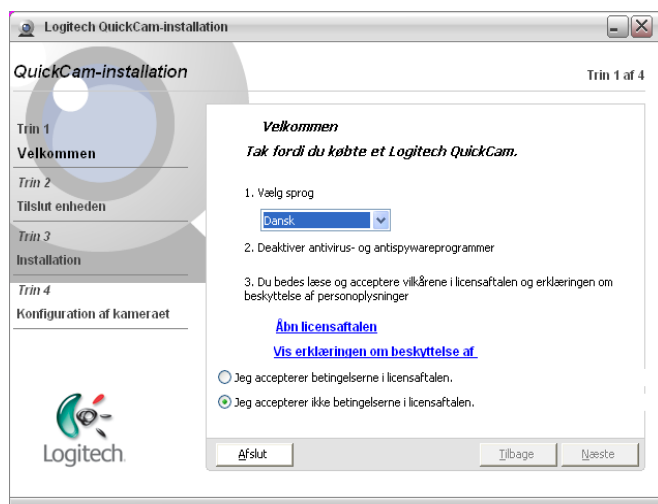 Logitech QuickCam-installation
QuickCam-installation
Trin 1 af 4
Trin 1
Velkommen
Trin 2
Tilslut enheden
Trin 3
Installation
Trin 4
Konfiguration af kameraet
Logitech
Velkommen
Tak fordi du købte et Logitech QuickCam.
1. Vælg sprog
Dansk
2. Deaktiver antivirus- og antispywareprogrammer
3. Du bedes læse og acceptere vilkårene i licensaftalen og erklæringen om
beskyttelse af personoplysninger
Åbn licensaftalen
Vis erklæringen om beskyttelse af
Jeg accepterer betingelserne i licensaftalen.
Jeg accepterer ikke betingelserne i licensaftalen.
Afslut
Tilbage
Næste